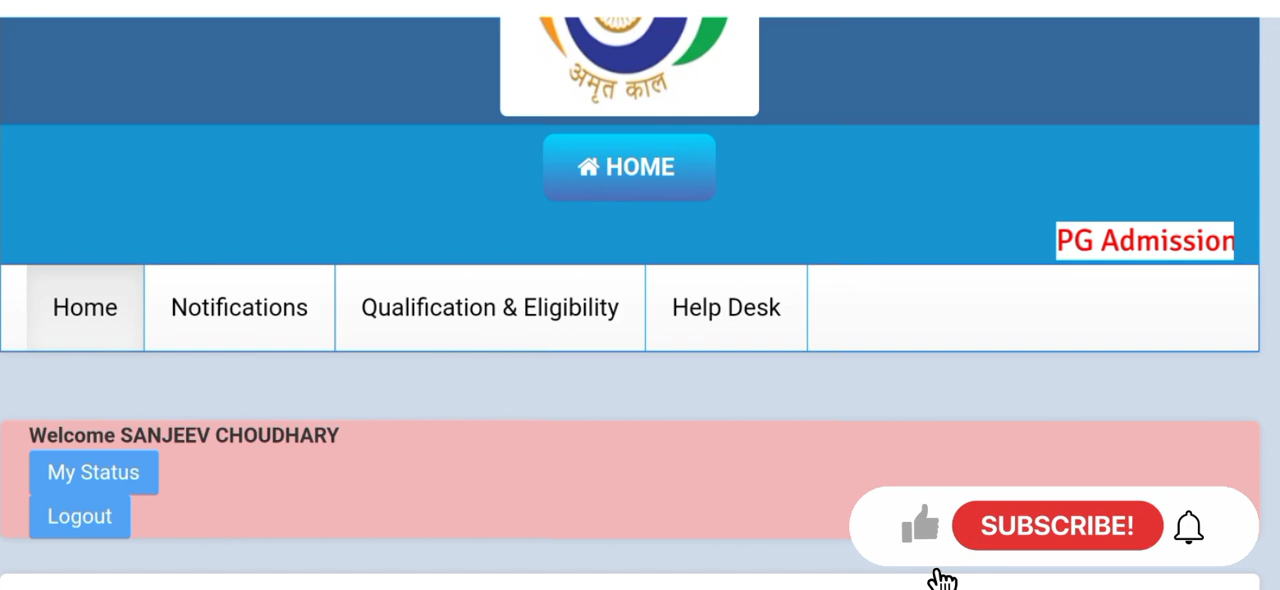 अमृत काल
HOME
PG Admission
Home Notifications Qualification & Eligibility Help Desk
Welcome SANJEEV CHOUDHARY
My Status
Logout
SUBSCRIBE!